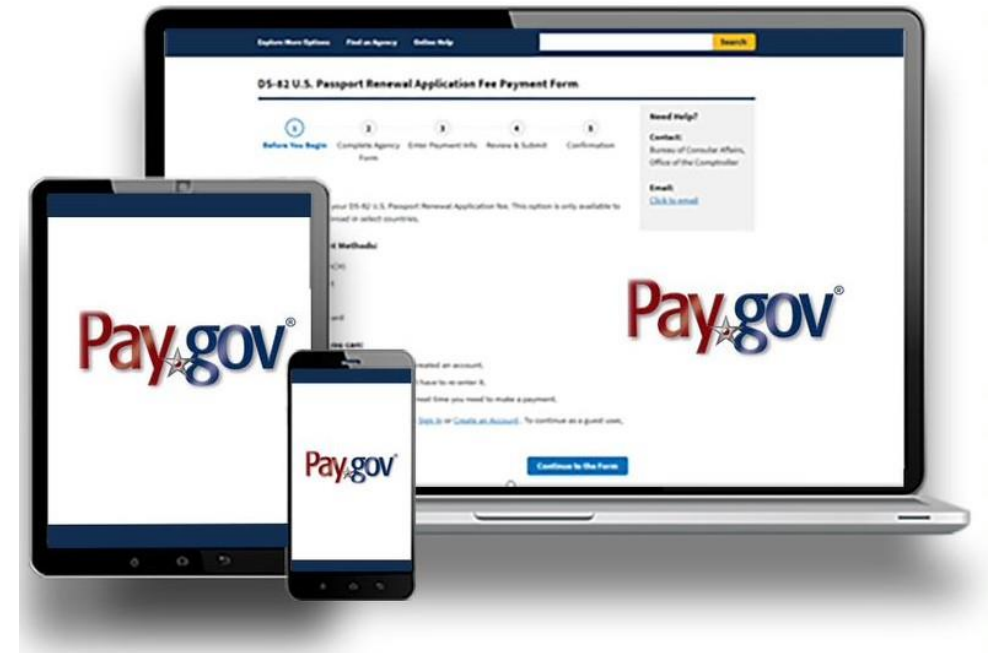 Explore More Options Find an Agency Online Help Search
DS-82 U.S. Passport Renewal Application Fee Payment Form
1 2 3 4 5
Before You Begin Complete Agency Form Enter Payment Info Review & Submit Confirmation
Need Help?
Contact:
Bureau of Consular Affairs,
Office of the Comptroller
Email:
Click to email
your DS-82 U.S. Passport Renewal Application fee. This option is only available to
in select countries.
Methods:
created an account.
have to re-enter it.
next time you need to make a payment.
Sign In or Create an Account. To continue as a guest user,
Continue to the Form
Pay.gov®
Pay.gov®
Pay.gov®